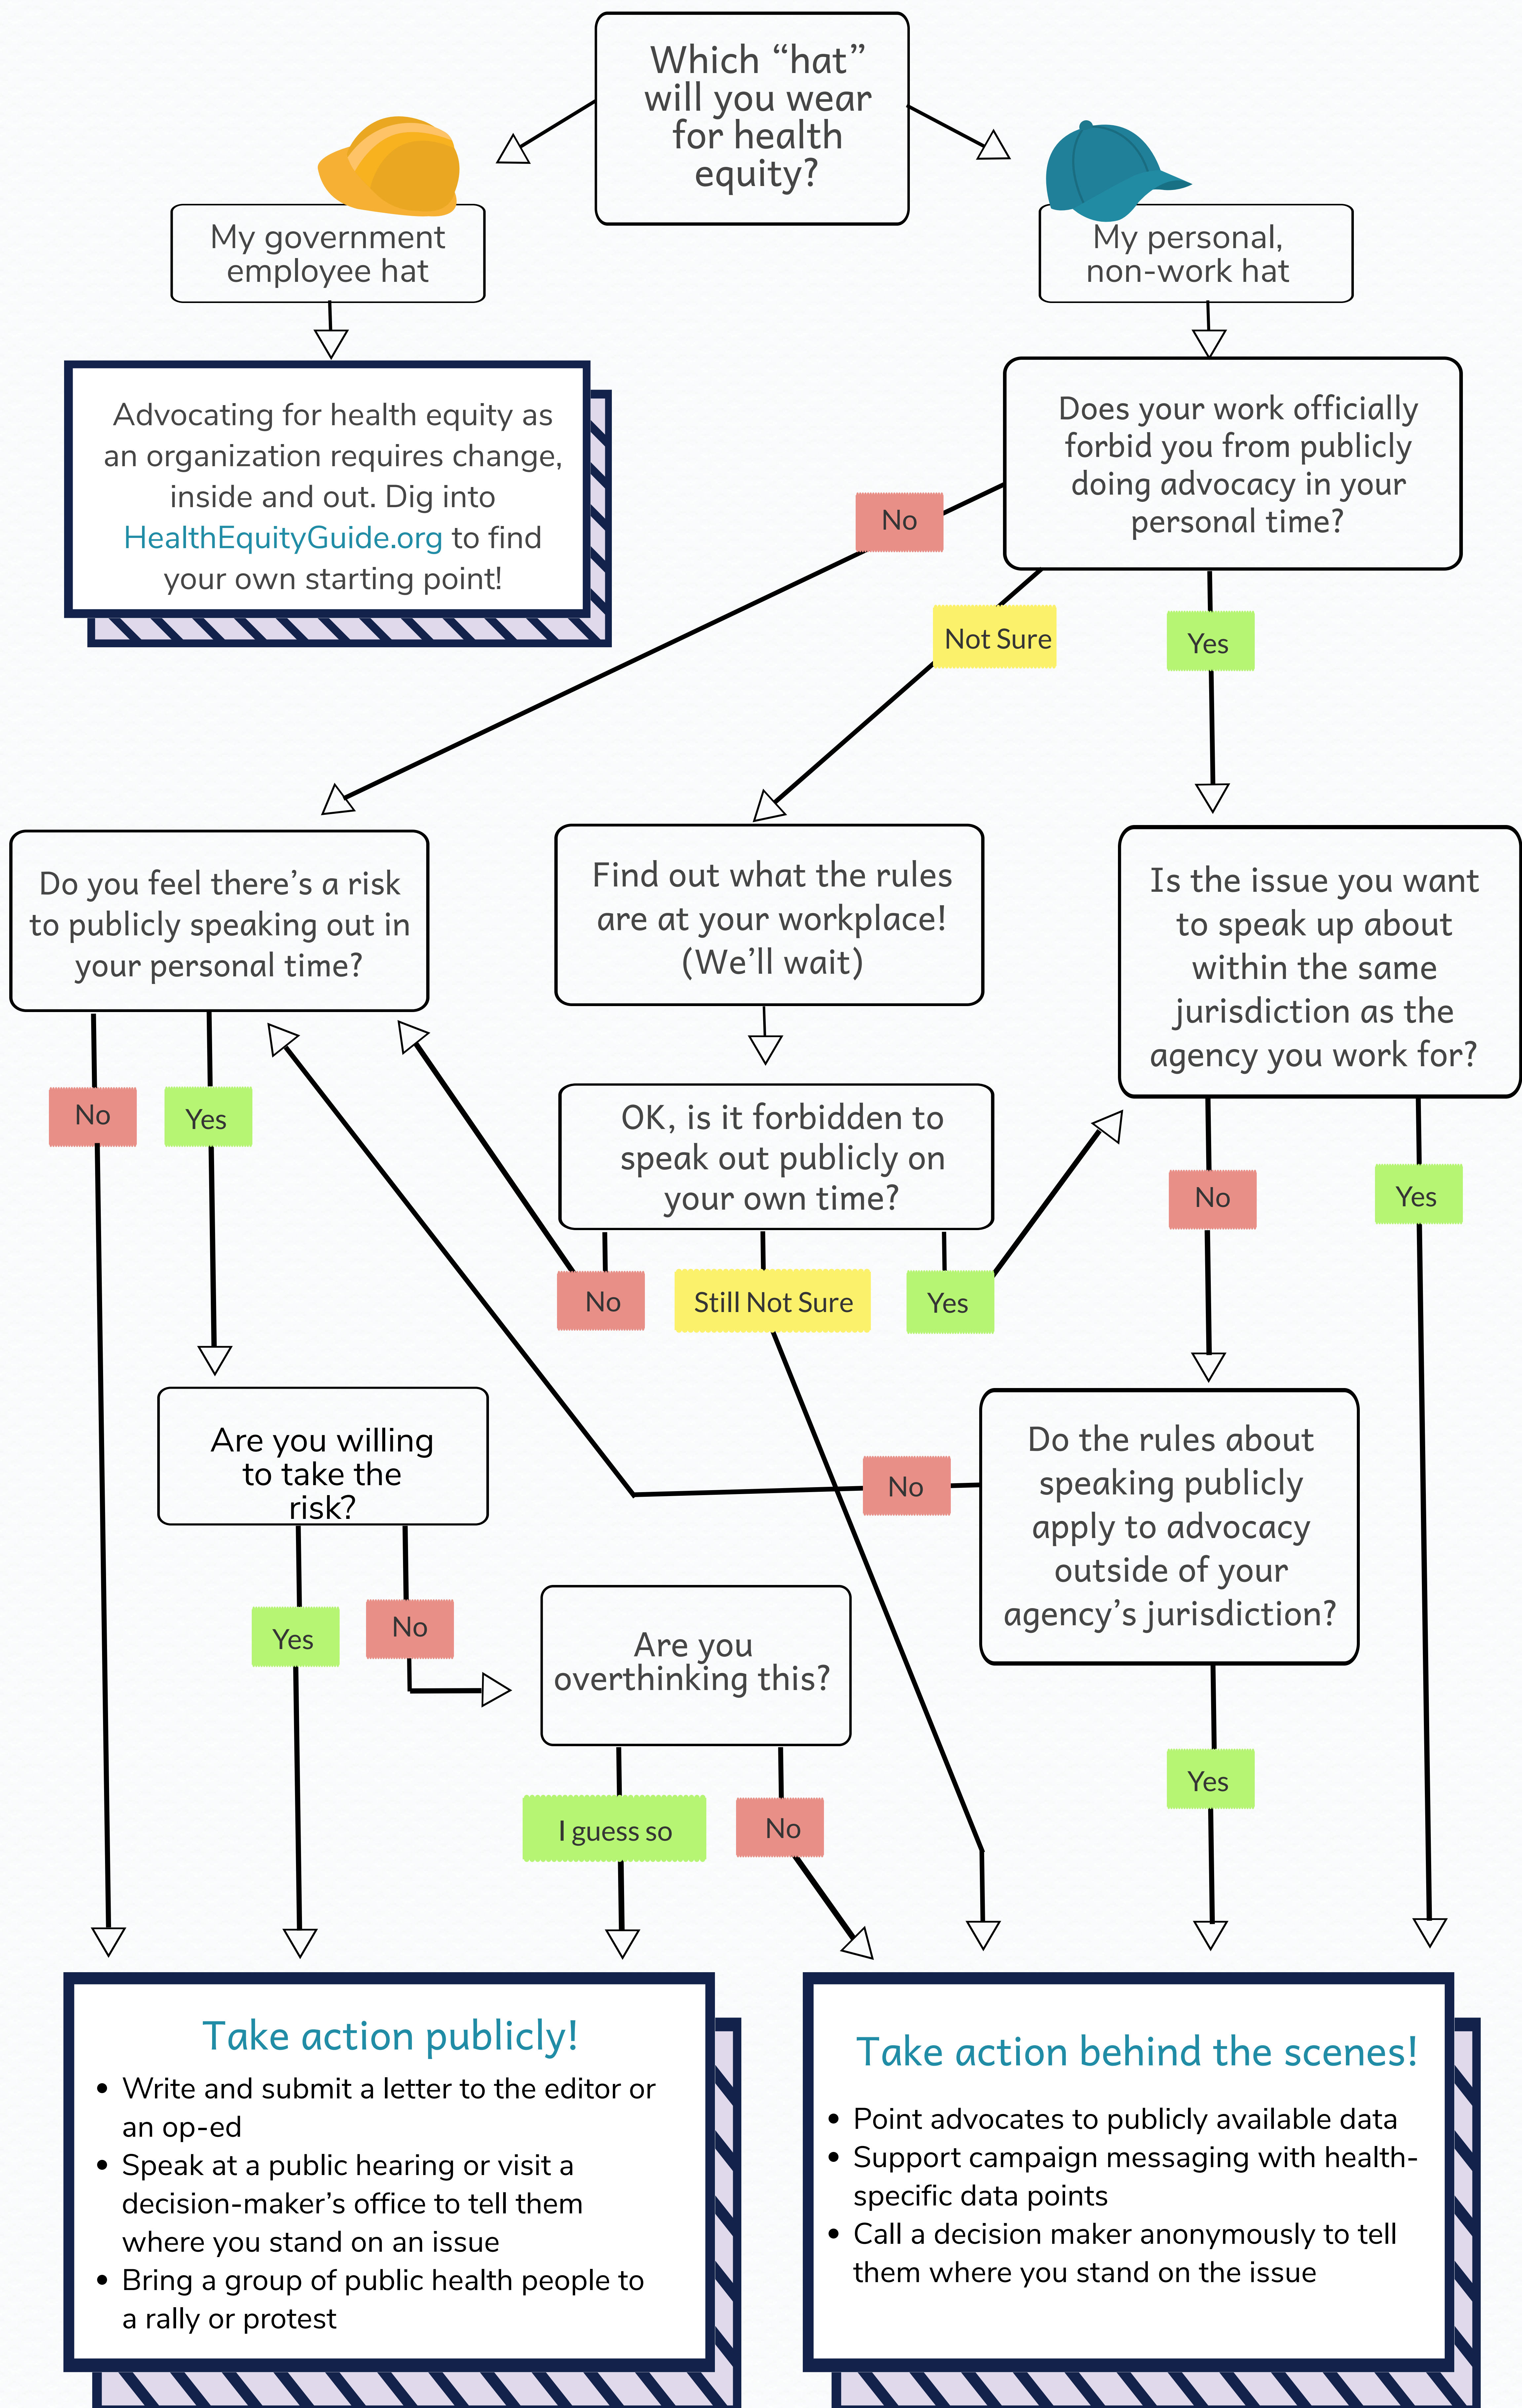 Which “hat”
will you wear
for health
equity?
My government
employee hat
My personal,
non-work hat
Advocating for health equity as
an organization requires change,
inside and out. Dig into
HealthEquityGuide.org to find
your own starting point!
Does your work officially
forbid you from publicly
doing advocacy in your
personal time?
No
Not Sure
Yes
Do you feel there’s a risk
to publicly speaking out in
your personal time?
Find out what the rules
are at your workplace!
(We’ll wait)
Is the issue you want
to speak up about
within the same
jurisdiction as the
agency you work for?
No
Yes
OK, is it forbidden to
speak out publicly on
your own time?
No
Yes
No
Still Not Sure
Yes
Are you willing
to take the
risk?
Do the rules about
speaking publicly
apply to advocacy
outside of your
agency’s jurisdiction?
No
Yes
No
Are you
overthinking this?
Yes
I guess so
No
Take action publicly!
• Write and submit a letter to the editor or
an op-ed
• Speak at a public hearing or visit a
decision-maker’s office to tell them
where you stand on an issue
• Bring a group of public health people to
a rally or protest
Take action behind the scenes!
• Point advocates to publicly available data
• Support campaign messaging with health-
specific data points
• Call a decision maker anonymously to tell
them where you stand on the issue